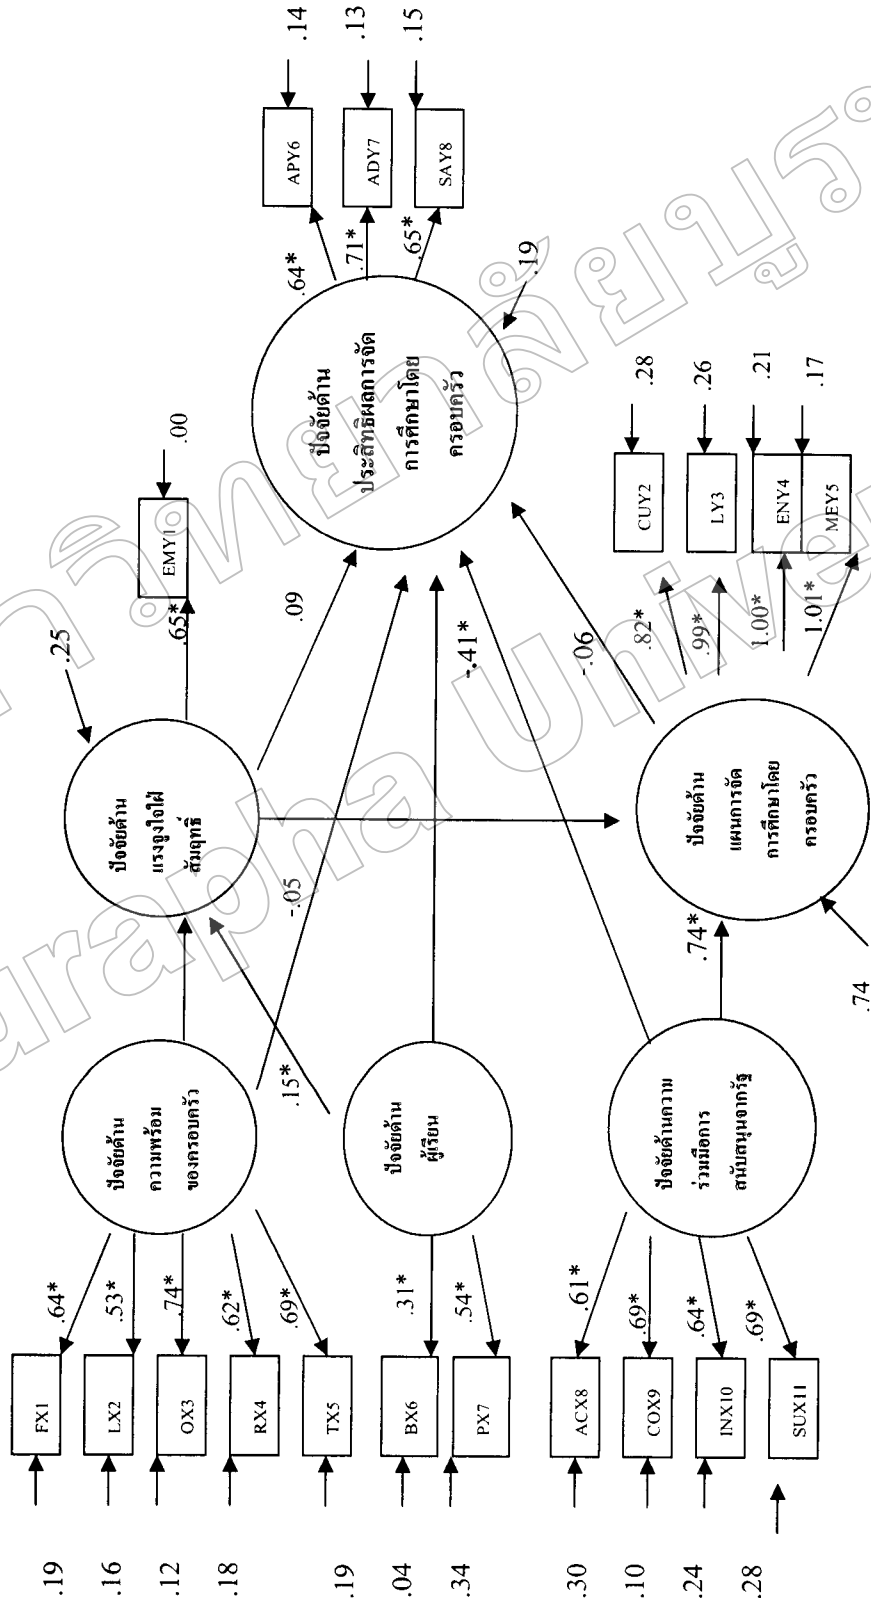 .19
FX1
.64*
.16
LX2
.53*
.12
OX3
.74*
.18
RX4
.62*
.19
TX5
.69*
ปัจจัยด้าน
ความพร้อม
ของครอบครัว
.04
BX6
.31*
.34
PX7
.54*
ปัจจัยด้าน
ผู้เรียน
.15*
.30
ACX8
.61*
.10
COX9
.69*
.24
INX10
.64*
.28
SUX11
.69*
ปัจจัยด้านความ
ร่วมมือการ
สนับสนุนจากรัฐ
.74*
.74
-.05
.25
ปัจจัยด้าน
แรงจูงใจใฝ่
สัมฤทธิ์
.65*
EMY1
.00
.09
-.41*
-.06
ปัจจัยด้าน
แผนการจัด
การศึกษาโดย
ครอบครัว
.82*
CUY2
.28
.99*
LY3
.26
1.00*
ENY4
.21
1.01*
MEY5
.17
ปัจจัยด้าน
ประสิทธิผลการจัด
การศึกษาโดย
ครอบครัว
.19
.64*
APY6
.14
.71*
ADY7
.13
.65*
SAY8
.15